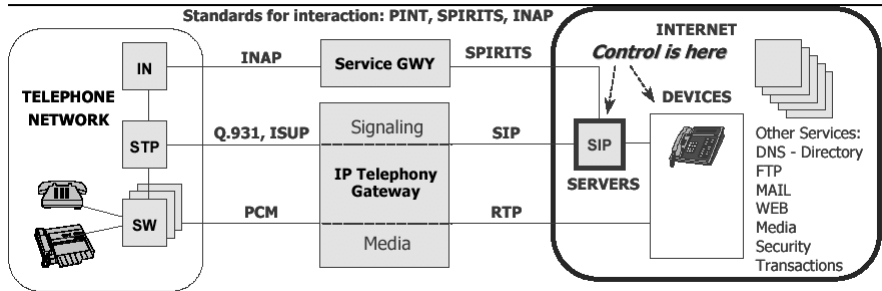 Standards for interaction: PINT, SPIRITS, INAP
TELEPHONE
NETWORK
IN
STP
SW
INAP
Q.931, ISUP
PCM
Service GWY
Signaling
IP Telephony
Gateway
Media
SPIRITS
SIP
RTP
INTERNET
Control is here
DEVICES
SIP
SERVERS
Other Services:
DNS - Directory
FTP
MAIL
WEB
Media
Security
Transactions